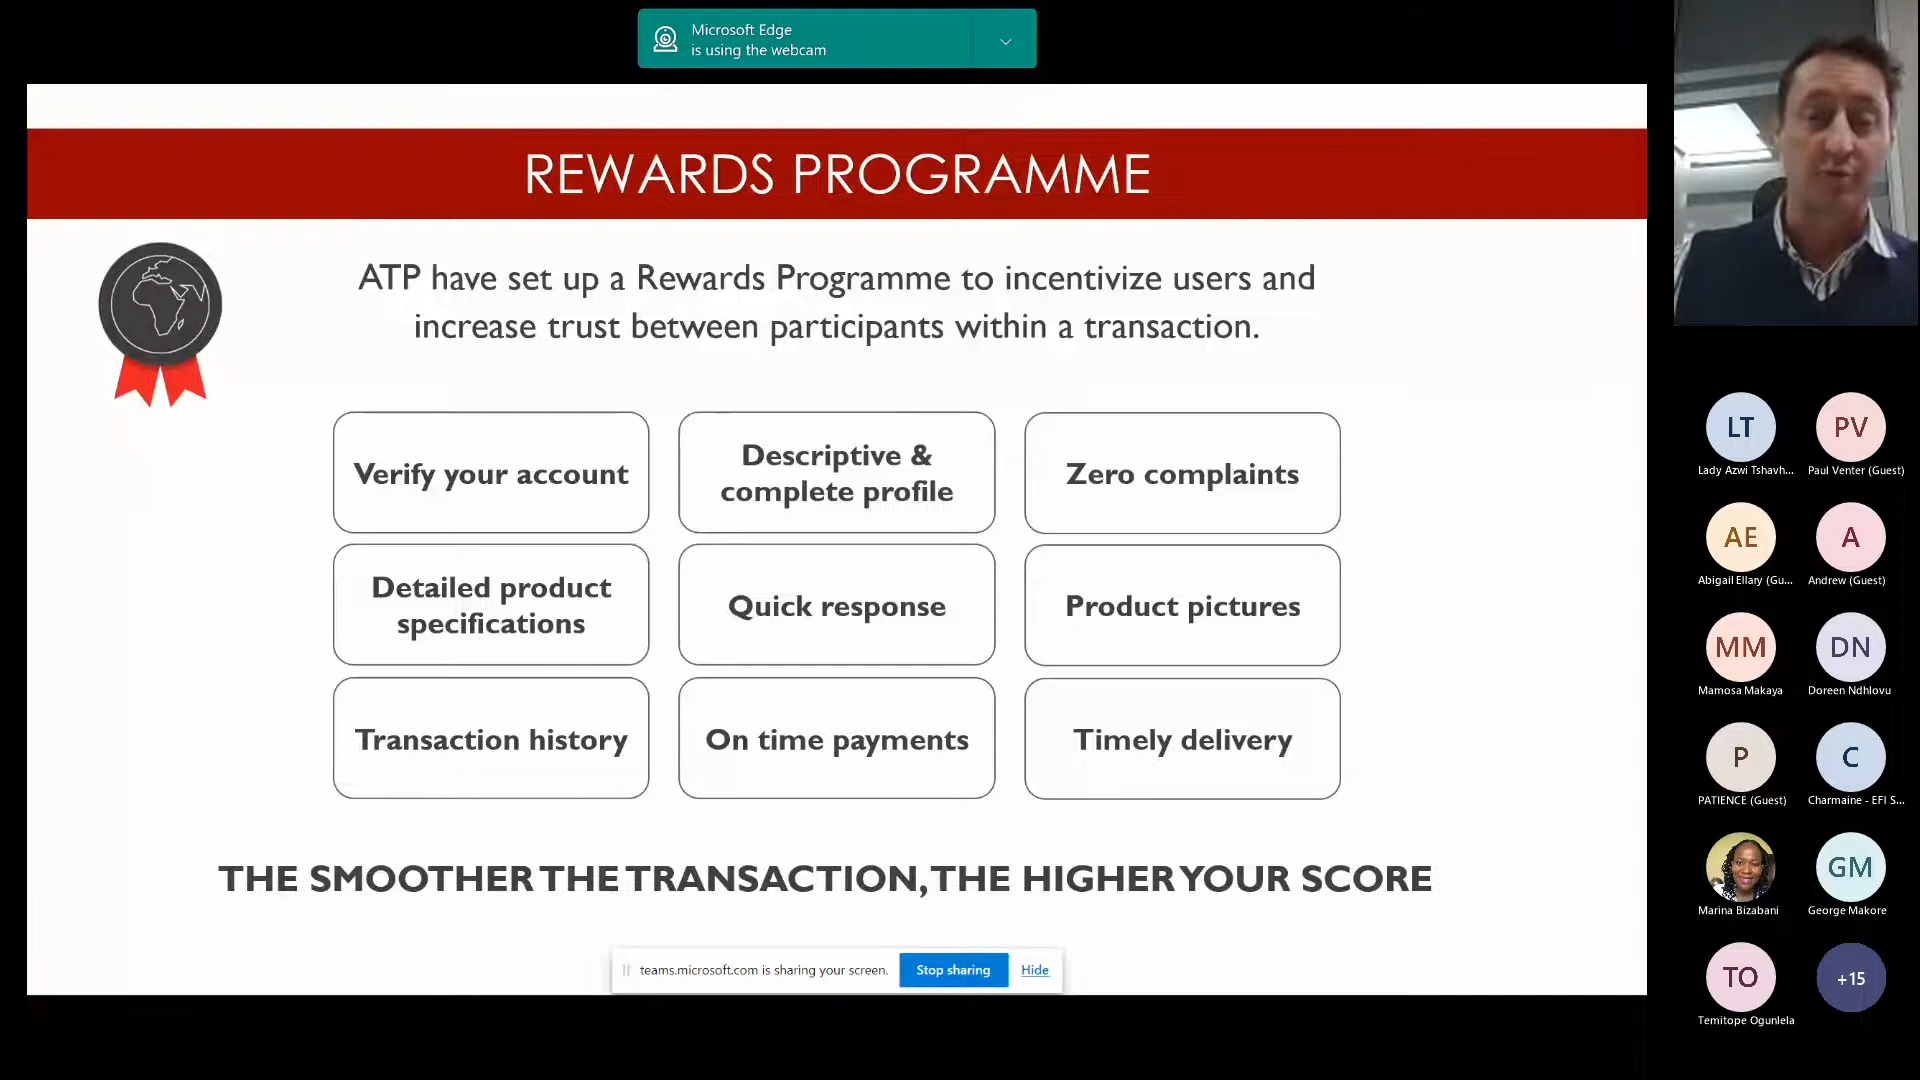 Microsoft Edge
is using the webcam
REWARDS PROGRAMME
ATP have set up a Rewards Programme to incentivize users and
increase trust between participants within a transaction.
Verify your account
Descriptive &
complete profile
Zero complaints
Detailed product
specifications
Quick response
Product pictures
Transaction history
On time payments
Timely delivery
THE SMOOTHER THE TRANSACTION, THE HIGHER YOUR SCORE
teams.microsoft.com is sharing your screen.
Stop sharing
Hide
LT
PV
Lady Azwi Tshavh...
Paul Venter (Guest)
AE
A
Abigail Ellary (Gu...
Andrew (Guest)
MM
DN
Mamosa Makaya
Doreen Ndhlovu
P
C
PATIENCE (Guest)
Charmaine - EFI S...
GM
Marina Bizabani
George Makore
TO
+15
Temitope Ogunlela